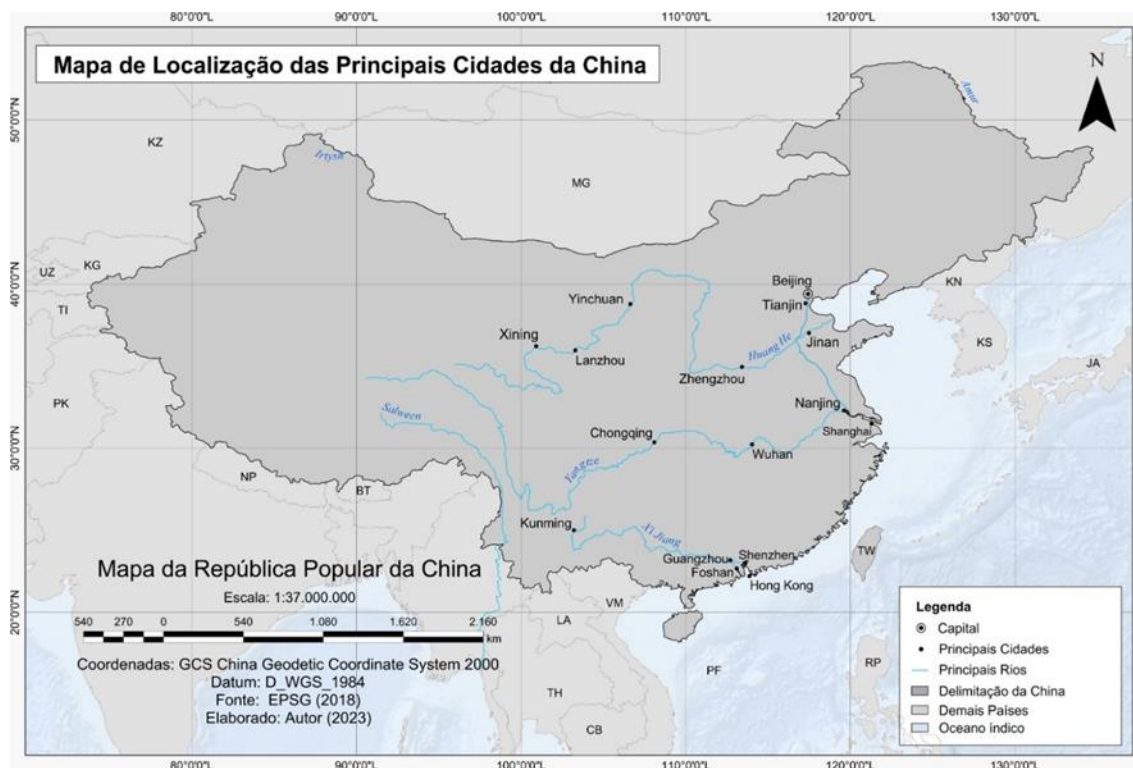 80°0'0"L 90°0'0"L 100°0'0"L 110°0'0"L 120°0'0"L 130°0'0"L
Mapa de Localização das Principais Cidades da China
N
Amur
50°0'0"N
KZ
Irtysh
MG
UZ
KG
40°0'0"N
TI
Beijing
KN
Yinchuan
Tianjin
Xining
Jinan
KS
Huang He
Lanzhou
JA
Zhengzhou
PK
Nanjing
Salween
Shanghai
Chongqing
30°0'0"N
Wuhan
Yangtze
NP
BT
Kunming
Xi Jiang
TW
Guangzhou
Shenzhen
Foshan
Hong Kong
Mapa da República Popular da China
Escala: 1:37.000.000
VM
LA
20°0'0"N
540 270 0 540 1.080 1.620 2.160
km
Coordenadas: GCS China Geodetic Coordinate System 2000
Datum: D_WGS_1984
Fonte: EPSG (2018)
Elaborado: Autor (2023)
PF
RP
TH
CB
Legenda
Capital
Principais Cidades
Principais Rios
Delimitação da China
Demais Países
Oceano índico
80°0'0"L 90°0'0"L 100°0'0"L 110°0'0"L 120°0'0"L 130°0'0"L